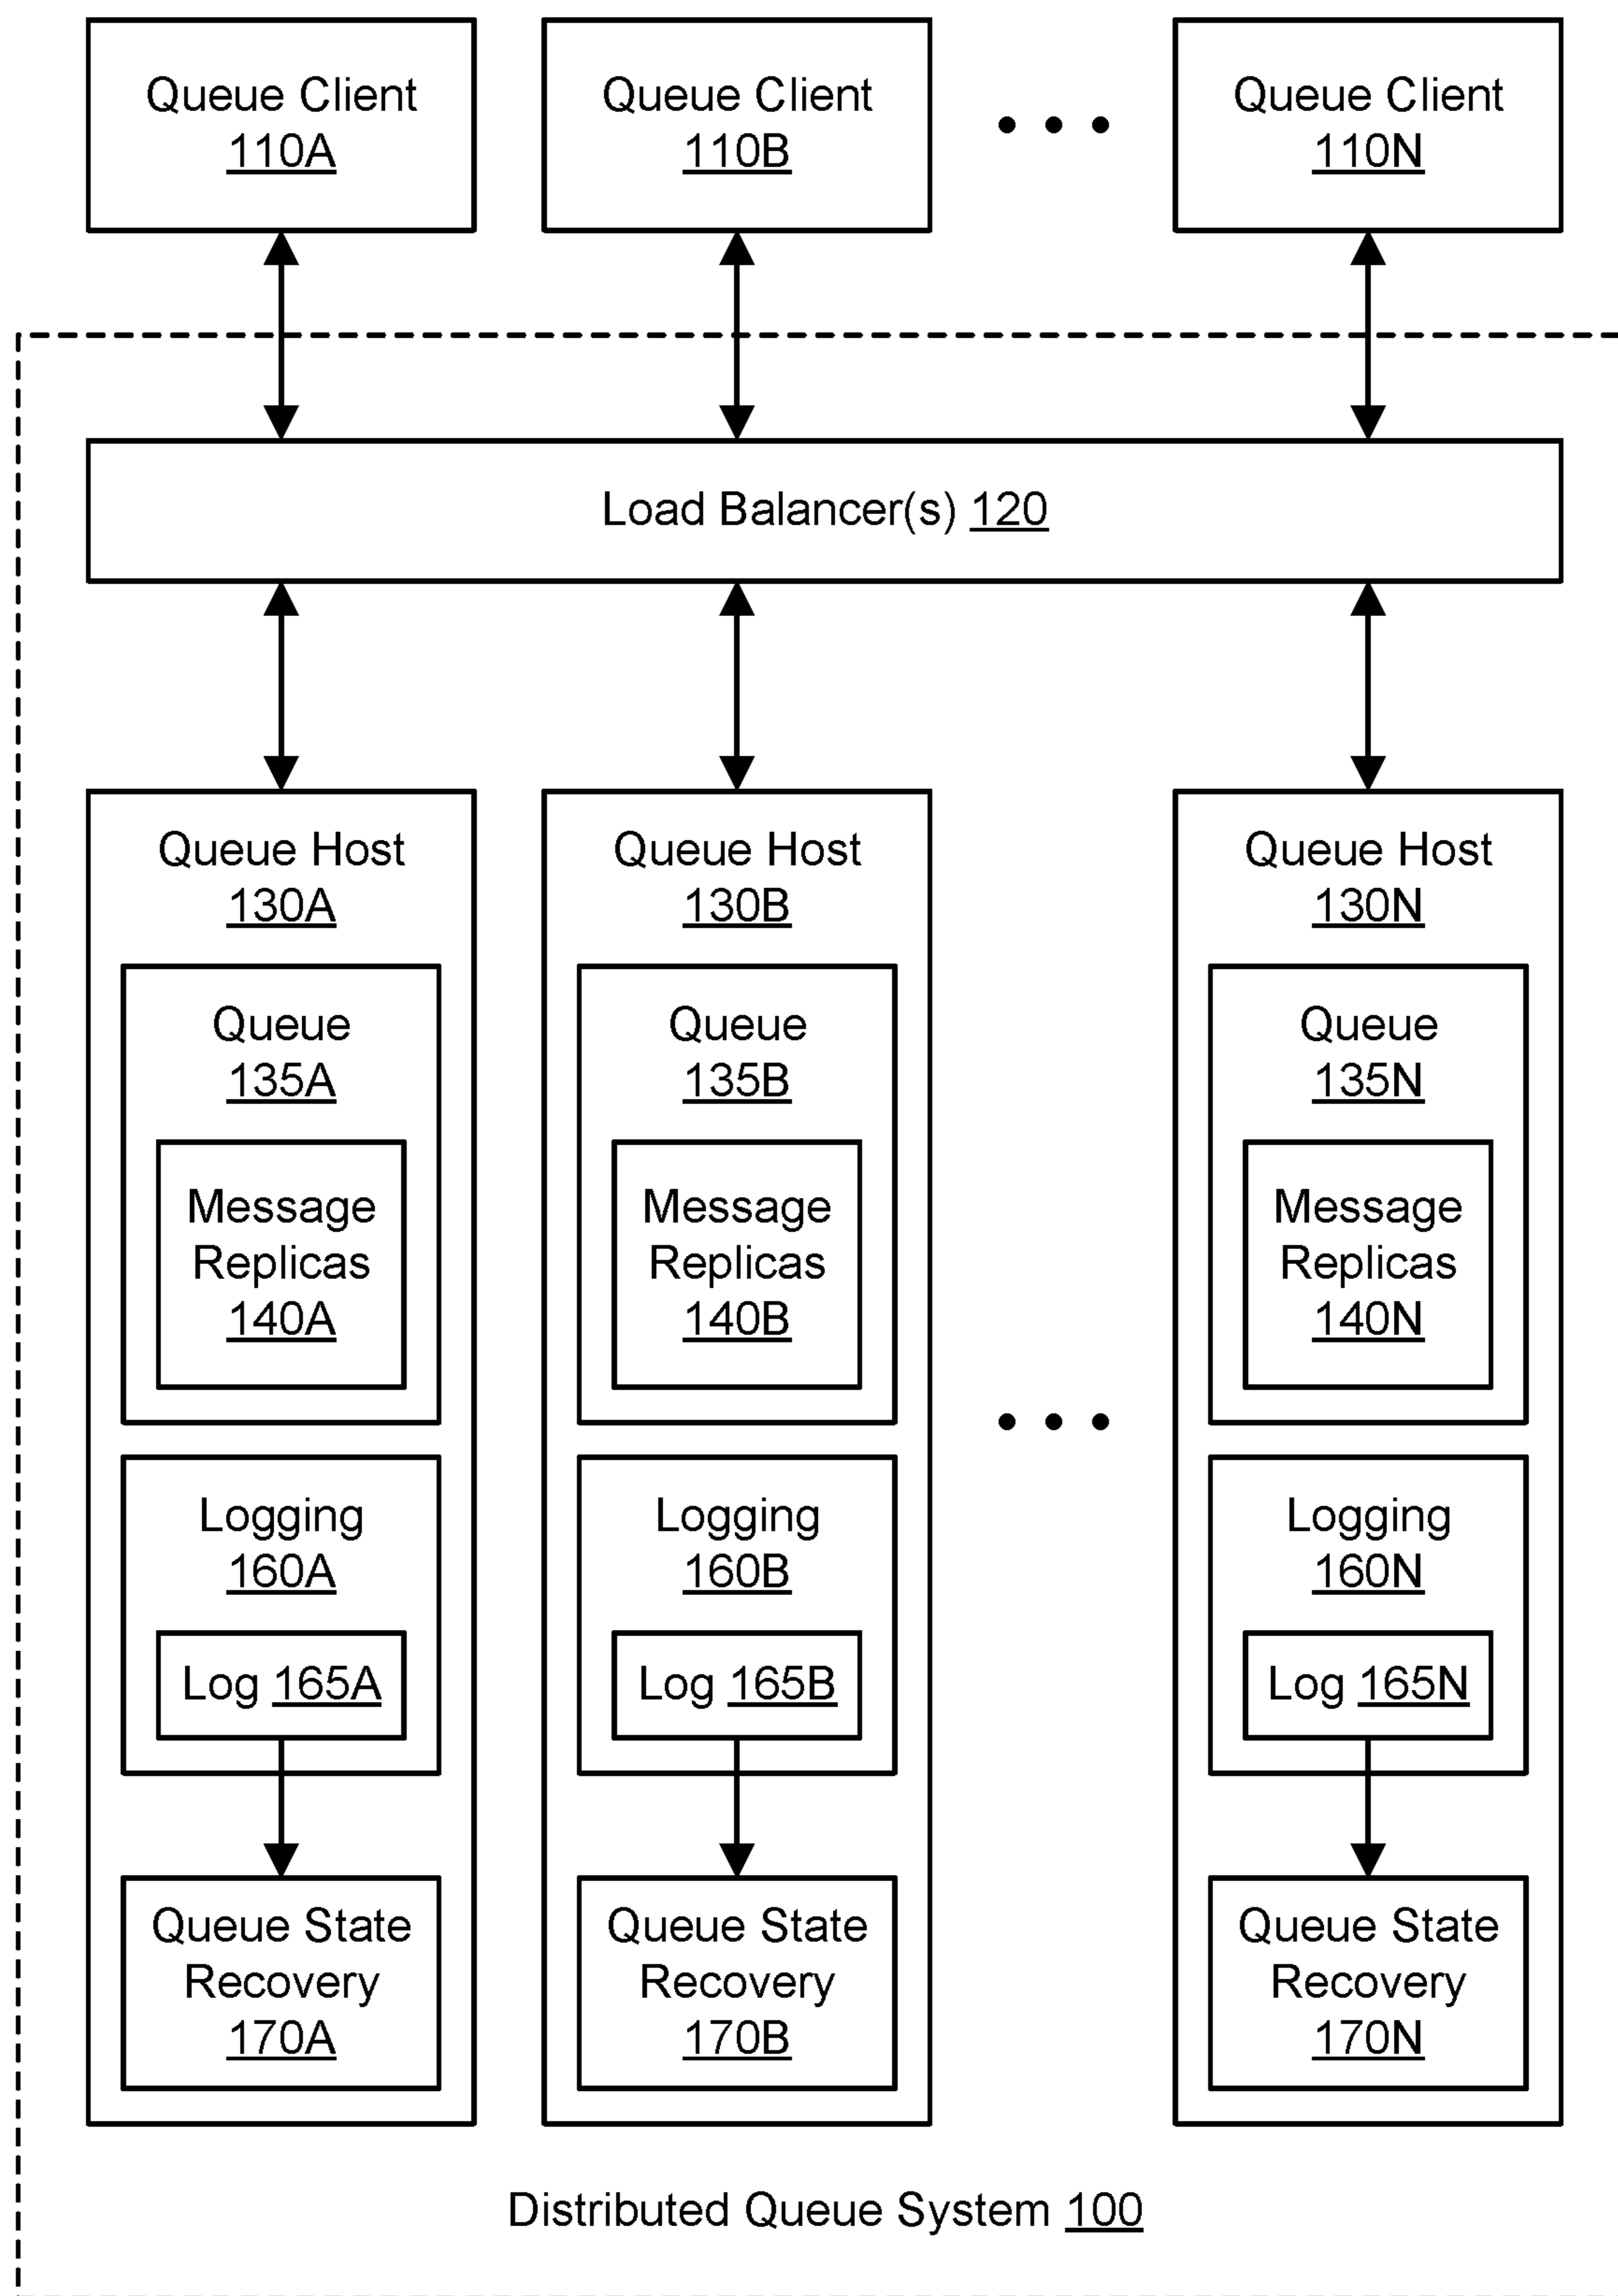 Queue Client
110A
Queue Client
110B
Queue Client
110N
Load Balancer(s) 120
Queue Host
130A
Queue
135A
Message
Replicas
140A
Logging
160A
Log 165A
Queue State
Recovery
170A
Queue Host
130B
Queue
135B
Message
Replicas
140B
Logging
160B
Log 165B
Queue State
Recovery
170B
Queue Host
130N
Queue
135N
Message
Replicas
140N
Logging
160N
Log 165N
Queue State
Recovery
170N
Distributed Queue System 100